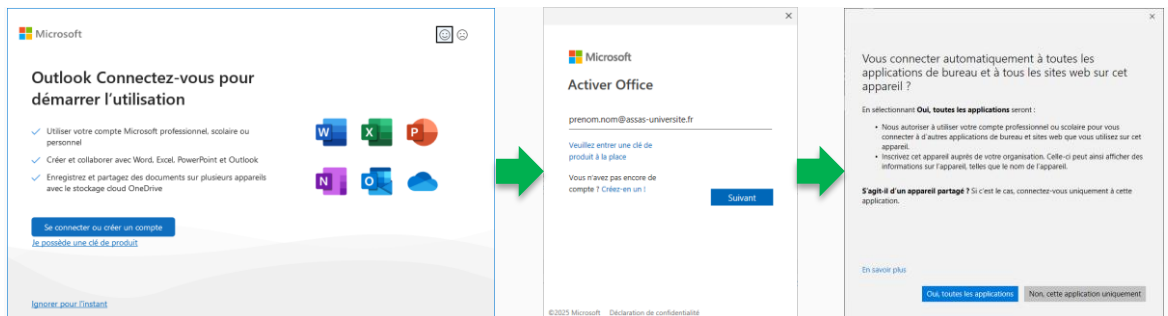 Microsoft
Outlook Connectez-vous pour
démarrer l'utilisation
Utiliser votre compte Microsoft professionnel, scolaire ou
personnel
Créer et collaborer avec Word, Excel, PowerPoint et Outlook
Enregistrez et partagez des documents sur plusieurs appareils
avec le stockage cloud OneDrive
W
X
P
N
O
Se connecter ou créer un compte
Je possède une clé de produit
Ignorer pour l'instant
Microsoft
Activer Office
prenom.nom@assas-universite.fr
Veuillez entrer une clé de
produit à la place
Vous n'avez pas encore de
compte ? Créez-en un !
Suivant
©2025 Microsoft Déclaration de confidentialité
Vous connecter automatiquement à toutes les
applications de bureau et à tous les sites web sur cet
appareil ?
En sélectionnant Oui, toutes les applications seront :
• Nous autoriser à utiliser votre compte professionnel ou scolaire pour vous
connecter à d'autres applications de bureau et sites web que vous utilisez sur cet
appareil.
• Inscrivez cet appareil auprès de votre organisation. Celle-ci peut ainsi afficher des
informations sur l'appareil, telles que le nom de l'appareil.
S'agit-il d'un appareil partagé ? Si c'est le cas, connectez-vous uniquement à cette
application.
En savoir plus
Oui, toutes les applications
Non, cette application uniquement